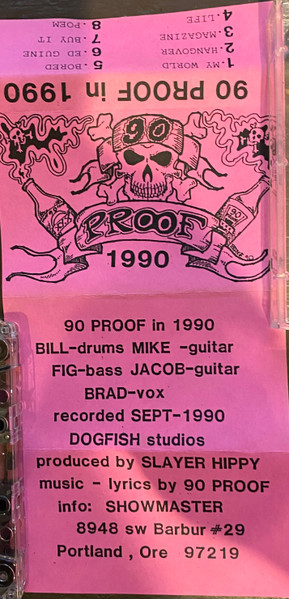 90 PROOF in 1990
1.MY WORLD 5.BORED
2.HANGOVER 6.ED GUINE
3.MAGAZINE 7.BUY IT
4.LIFE 8.POEM
90
90
PROOF
1990
90 PROOF in 1990
BILL-drums MIKE -guitar
FIG-bass JACOB-guitar
BRAD-vox
recorded SEPT-1990
DOGFISH studios
produced by SLAYER HIPPY
music - lyrics by 90 PROOF
info: SHOWMASTER
8948 sw Barbur #29
Portland , Ore 97219